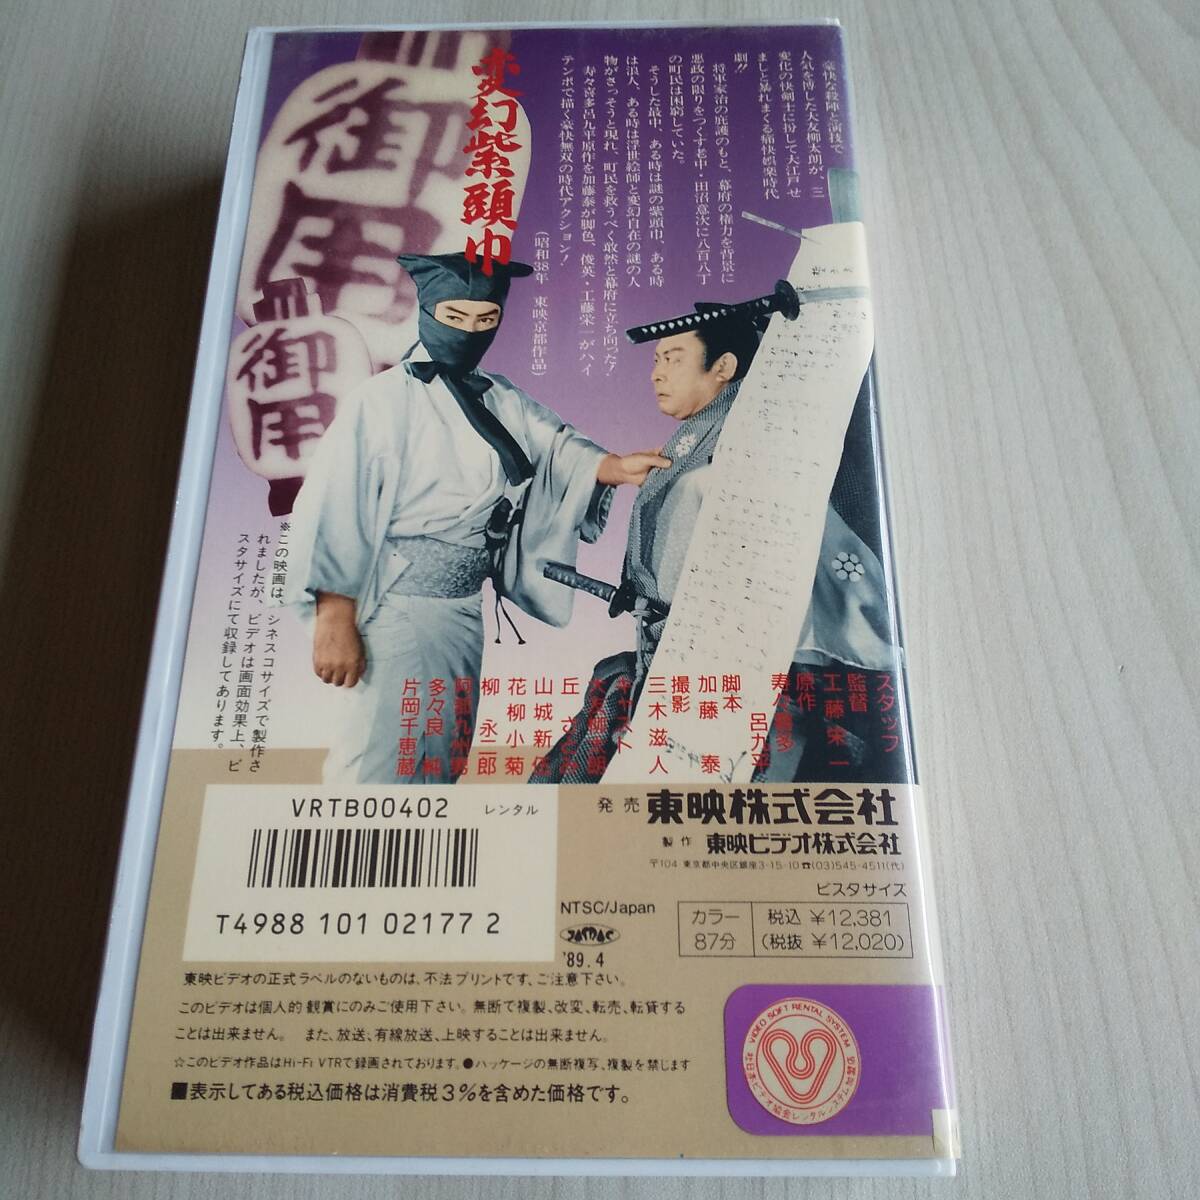 変幻紫頭巾
豪快な殺陣と演技で
人気を博した大友柳太朗が、三
変化の快剣士に扮して大江戸せ
ましと暴れまくる痛快娯楽時代
劇!!
将軍家治の庇護のもと、幕府の権力を背景に
悪政の限りをつくす老中・田沼意次に八百八丁
の町民は困窮していた。
そうした最中、ある時は謎の紫頭巾、ある時
は浪人、ある時は浮世絵師と変幻自在の謎の人
物がさっそうと現れ、町民を救うべく敢然と幕府に立ち向った!
寿々喜多呂九平原作を加藤泰が脚色、俊英・工藤栄一がハイ
テンポで描く豪快無双の時代アクション!
(昭和38年 東映京都作品)
御用
御用
※この映画は、シネスコサイズで製作さ
れましたが、ビデオは画面効果上、ビ
スタサイズにて収録してあります。
スタッフ
監督
工藤栄一
原作
寿々喜多
呂九平
脚本
加藤 泰
撮影
三木滋人
キャスト
大友柳太朗
丘 さとみ
山城新伍
花柳小菊
柳 永二郎
阿部九州男
多々良 純
片岡千恵蔵
VRTB00402 レンタル
T4988 101 02177 2
発売 東映株式会社
製作 東映ビデオ株式会社
〒104 東京都中央区銀座3-15-10☎(03)545-4511(代)
ビスタサイズ
NTSC/Japan
'89.4
カラー
87分
税込 ¥12,381
(税抜 ¥12,020)
東映ビデオの正式ラベルのないものは、不法プリントです、ご注意下さい。
このビデオは個人的観賞にのみご使用下さい。無断で複製、改変、転売、転貸する
ことは出来ません。 また、放送、有線放送、上映することは出来ません。
☆このビデオ作品はHi-Fi VTRで録画されております。●パッケージの無断複写、複製を禁じます
■表示してある税込価格は消費税3%を含めた価格です。
VIDEO SOFT RENTAL SYSTEM